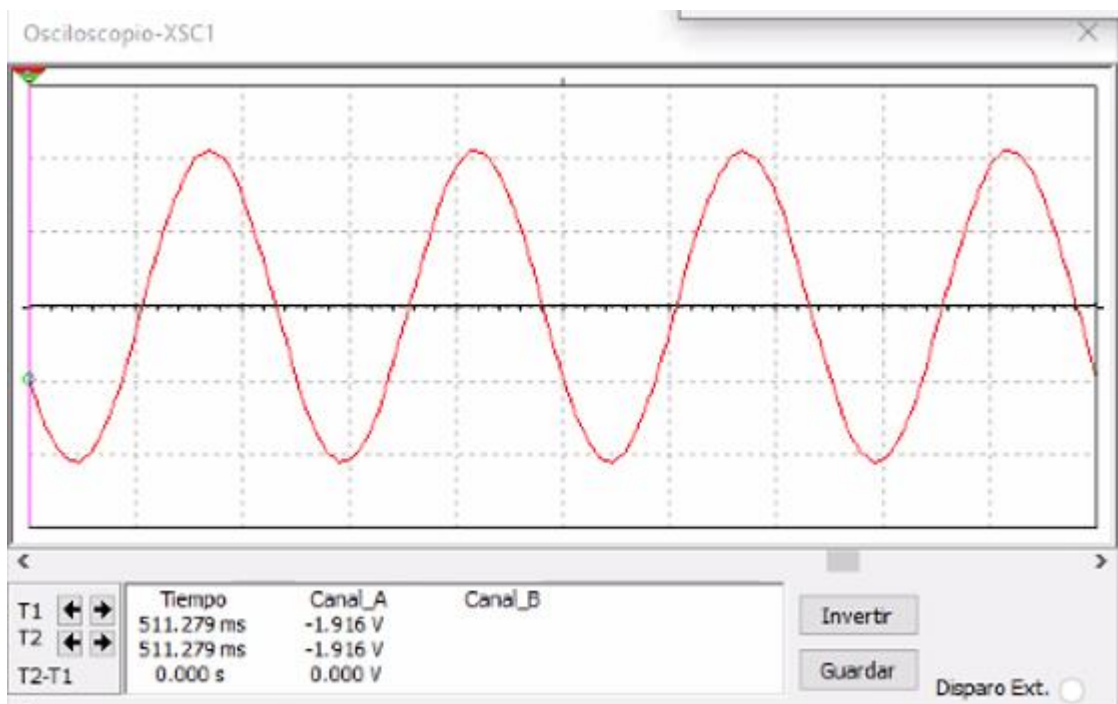 Osciloscopio-XSC1
T1
T2
T2-T1
Tiempo Canal_A Canal_B
511.279 ms -1.916 V
511.279 ms -1.916 V
0.000 s 0.000 V
Invertir
Guardar
Disparo Ext.